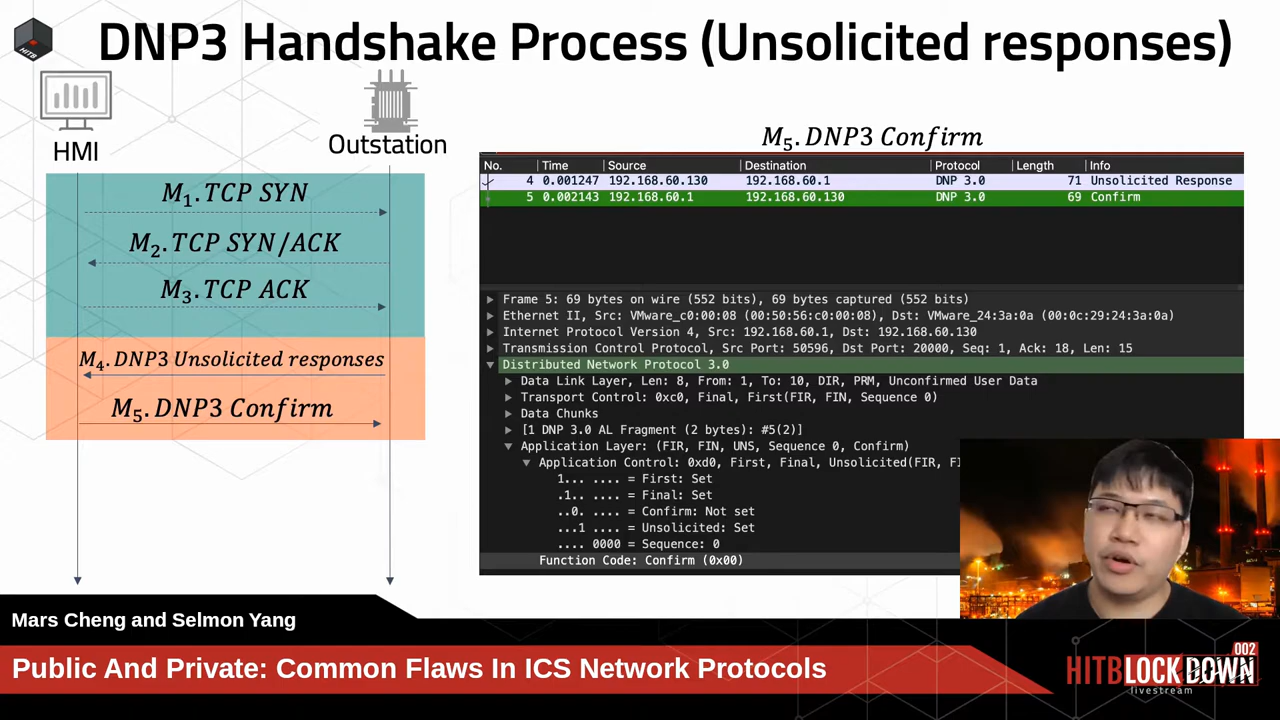 DNP3 Handshake Process (Unsolicited responses)
HITB
HMI
Outstation
M5.DNP3 Confirm
M1.TCP SYN
M2.TCP SYN/ACK
M3.TCP ACK
M4.DNP3 Unsolicited responses
M5.DNP3 Confirm
No. Time Source Destination Protocol Length Info
4 0.001247 192.168.60.130 192.168.60.1 DNP 3.0 71 Unsolicited Response
5 0.002143 192.168.60.1 192.168.60.130 DNP 3.0 69 Confirm
Frame 5: 69 bytes on wire (552 bits), 69 bytes captured (552 bits)
Ethernet II, Src: VMware_c0:00:08 (00:50:56:c0:00:08), Dst: VMware_24:3a:0a (00:0c:29:24:3a:0a)
Internet Protocol Version 4, Src: 192.168.60.1, Dst: 192.168.60.130
Transmission Control Protocol, Src Port: 50596, Dst Port: 20000, Seq: 1, Ack: 18, Len: 15
Distributed Network Protocol 3.0
Data Link Layer, Len: 8, From: 1, To: 10, DIR, PRM, Unconfirmed User Data
Transport Control: 0xc0, Final, First(FIR, FIN, Sequence 0)
Data Chunks
[1 DNP 3.0 AL Fragment (2 bytes): #5(2)]
Application Layer: (FIR, FIN, UNS, Sequence 0, Confirm)
Application Control: 0xd0, First, Final, Unsolicited(FIR, FI
1... .... = First: Set
.1.. .... = Final: Set
..0. .... = Confirm: Not set
...1 .... = Unsolicited: Set
.... 0000 = Sequence: 0
Function Code: Confirm (0x00)
Mars Cheng and Selmon Yang
Public And Private: Common Flaws In ICS Network Protocols
HITBLOCKDOWN
002
livestream